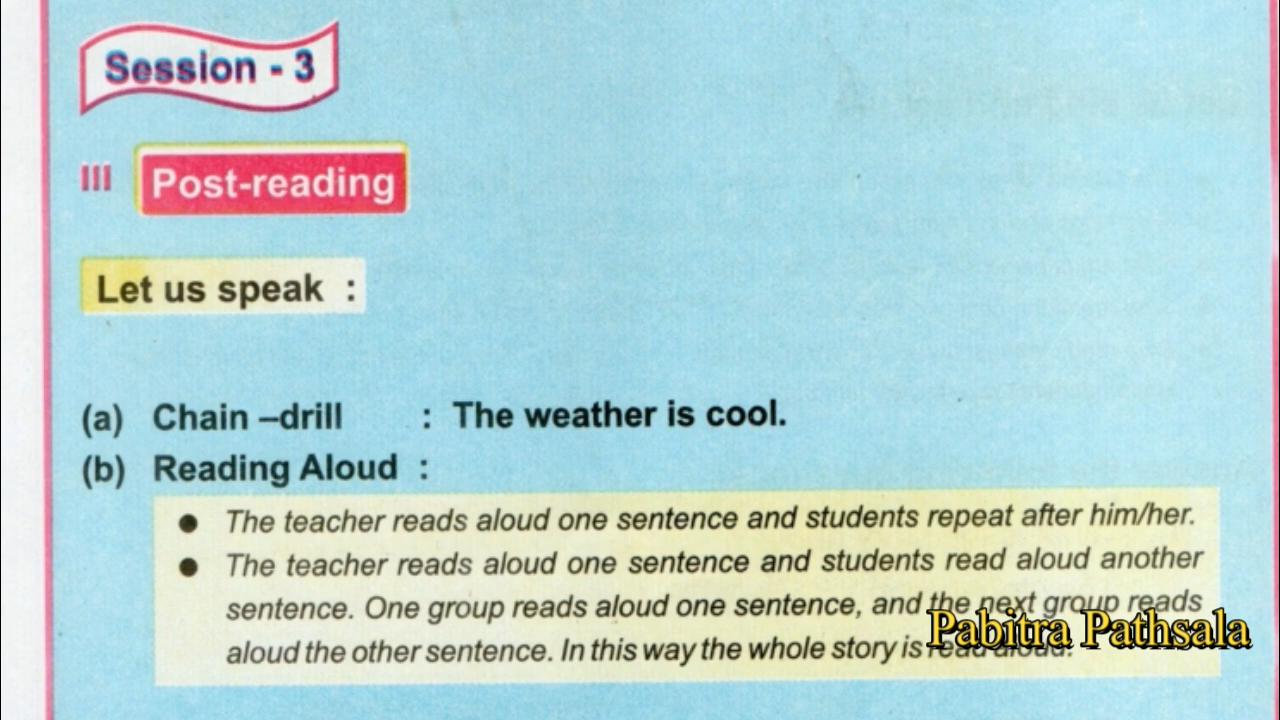 Session - 3
III Post-reading
Let us speak :
(a) Chain –drill : The weather is cool.
(b) Reading Aloud :
● The teacher reads aloud one sentence and students repeat after him/her.
● The teacher reads aloud one sentence and students read aloud another
sentence. One group reads aloud one sentence, and the next group reads
aloud the other sentence. In this way the whole story is read aloud.
Pabitra Pathsala